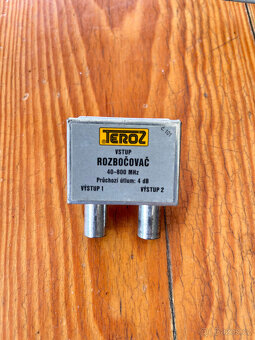 TEROZ
VSTUP
ROZBOČOVAČ
40-800 MHz
Průchozí útlum: 4 dB
VÝSTUP 1 VÝSTUP 2